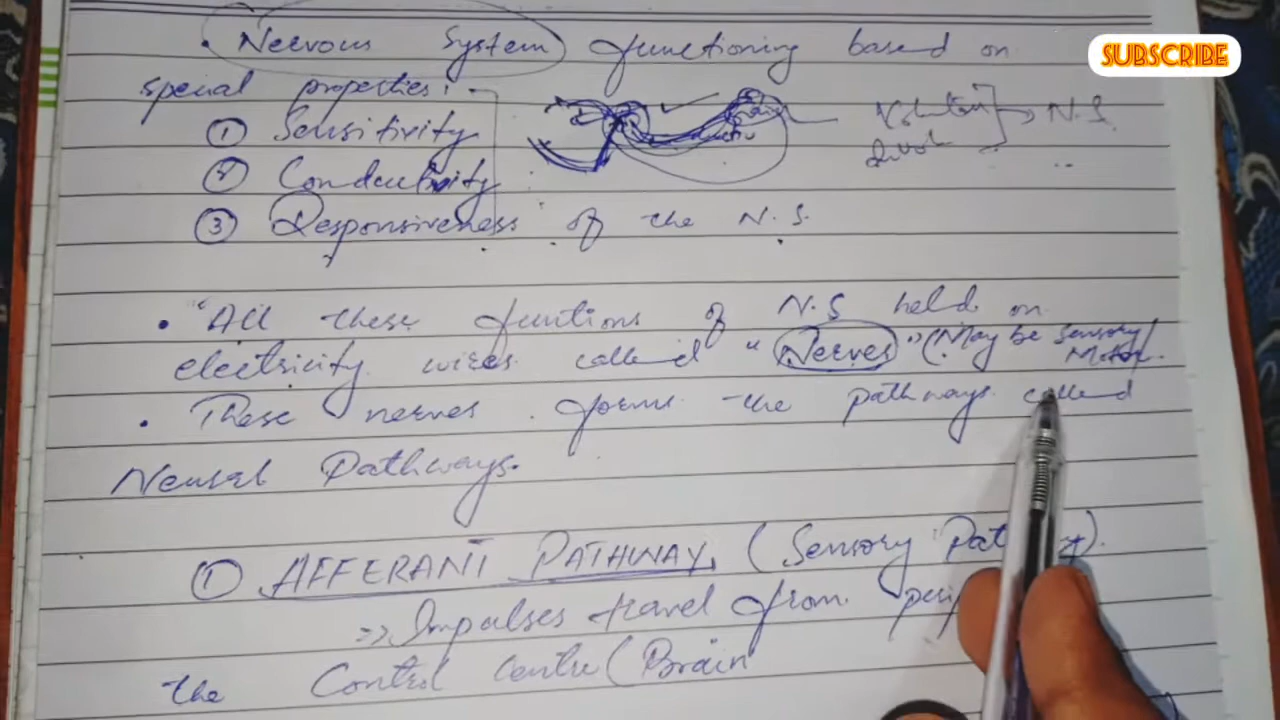 SUBSCRIBE
. Nervous System functioning based on
special properties:-
① Sensitivity
② Conductivity
③ Responsiveness of the N.S.
N.S.
• "All these funtions of N.S held on
electricity wires called "Nerves" (May be Sensory/
Motor.
. These nerves forms the pathways called
Neural Pathways.
① AFFERANT PATHWAY. (Sensory
=>> Impulses travel from
the Control Centre (Brain